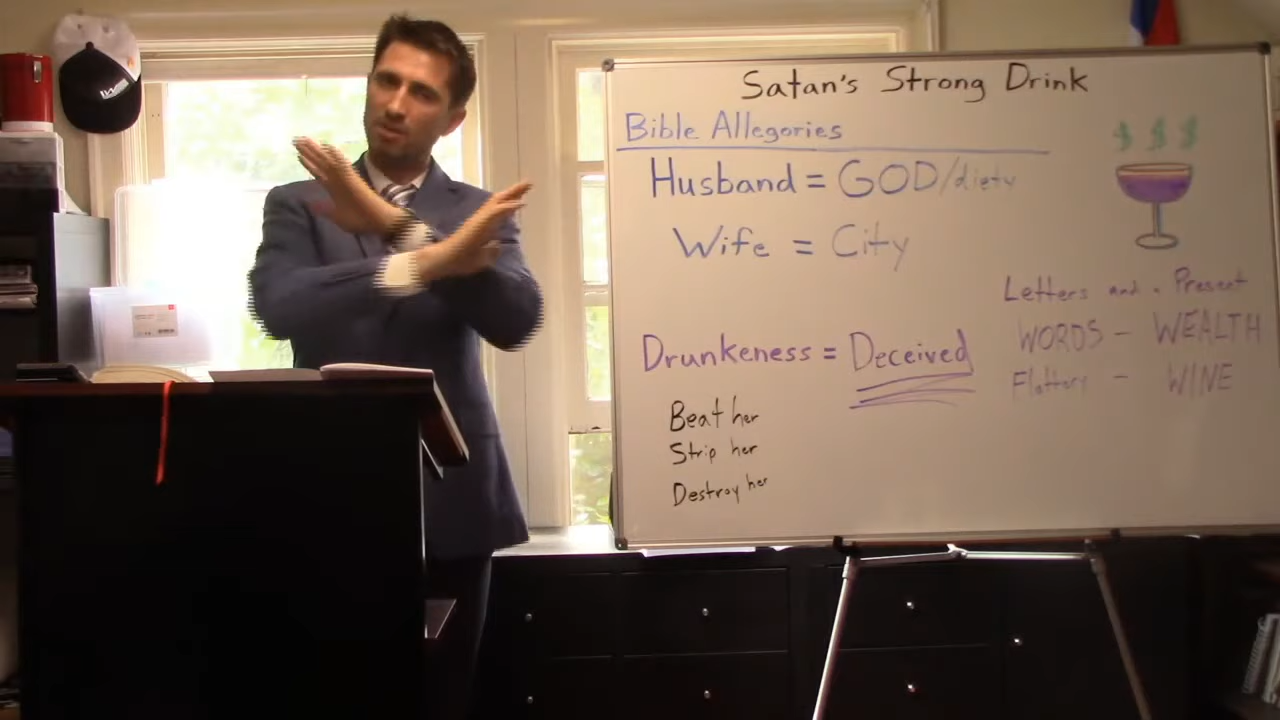 Satan's Strong Drink
Bible Allegories
$ $ $
Husband = GOD/diety
Wife = City
Letters and a Present
WORDS - WEALTH
Flattery - WINE
Drunkeness = Deceived
Beat her
Strip her
Destroy her